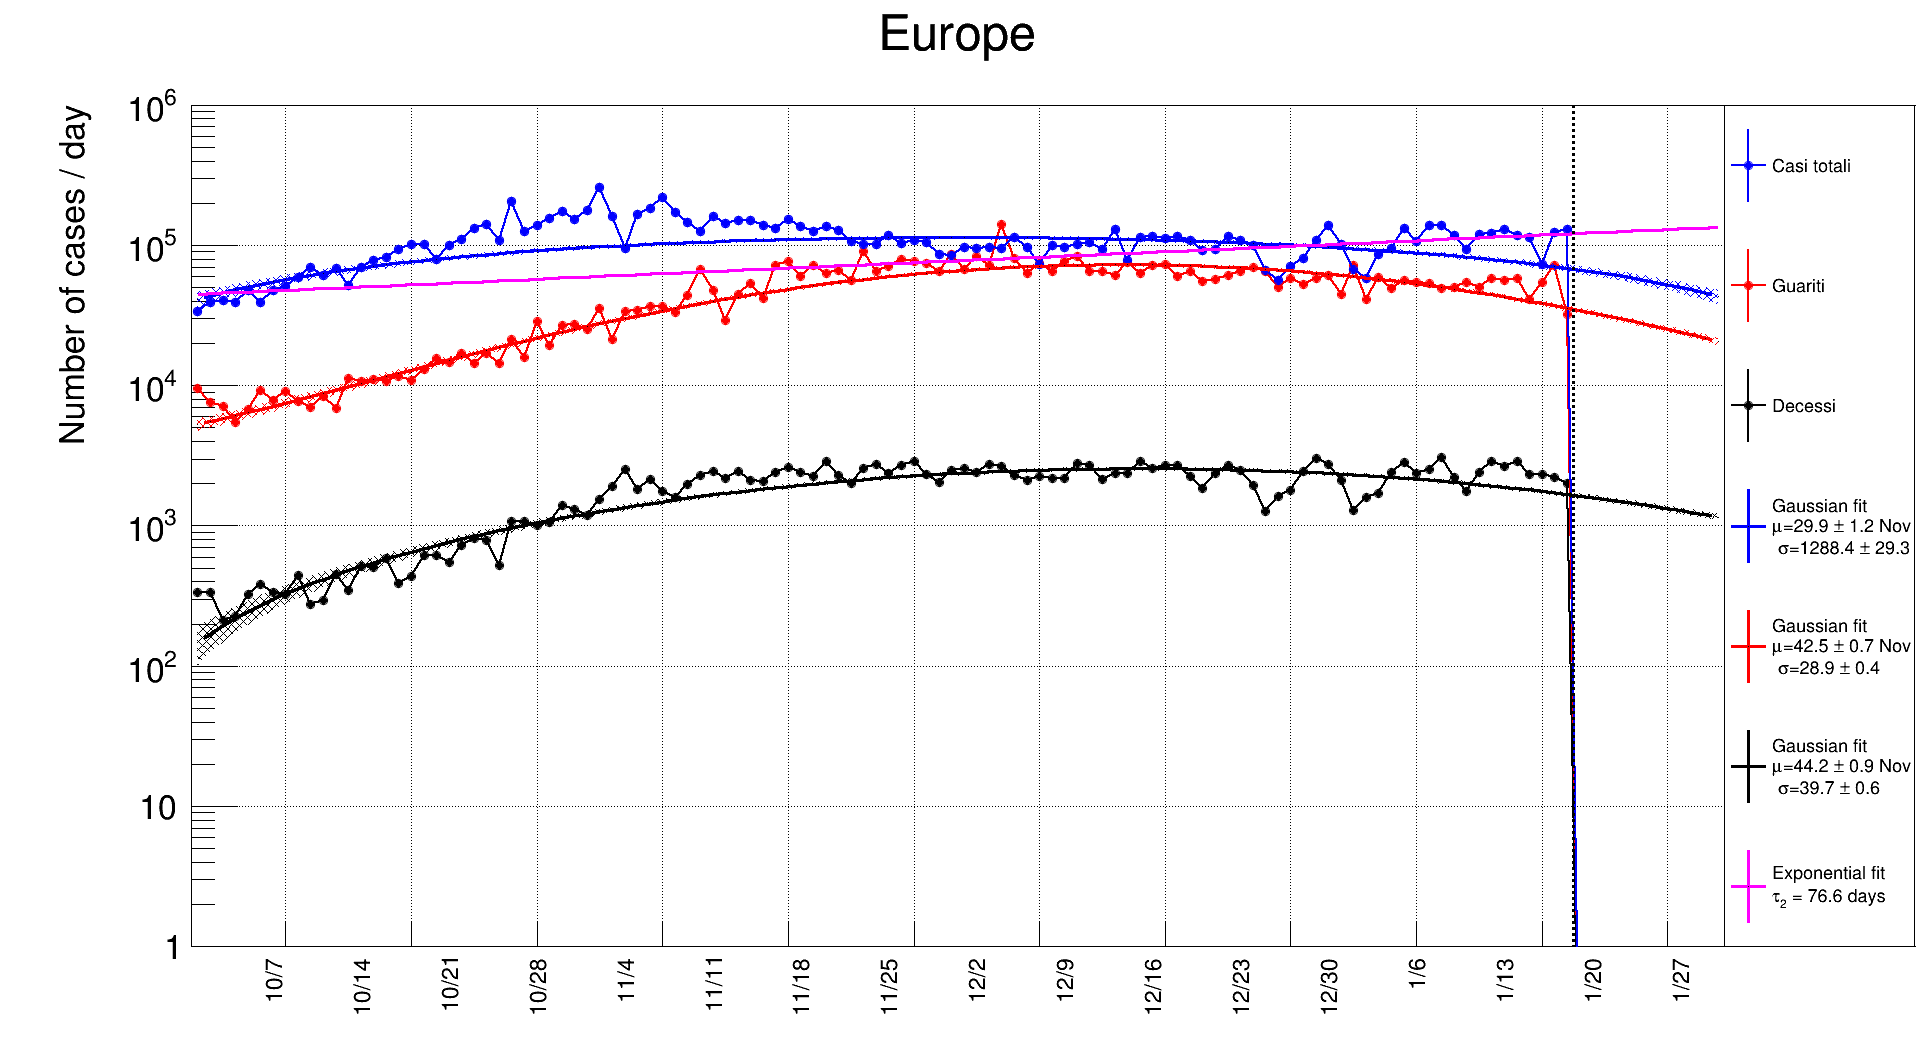 Europe
Number of cases / day
10^6
10^5
10^4
10^3
10^2
10
1
10/7
10/14
10/21
10/28
11/4
11/11
11/18
11/25
12/2
12/9
12/16
12/23
12/30
1/6
1/13
1/20
1/27
Casi totali
Guariti
Decessi
Gaussian fit
μ=29.9 ± 1.2 Nov
σ=1288.4 ± 29.3
Gaussian fit
μ=42.5 ± 0.7 Nov
σ=28.9 ± 0.4
Gaussian fit
μ=44.2 ± 0.9 Nov
σ=39.7 ± 0.6
Exponential fit
τ₂ = 76.6 days